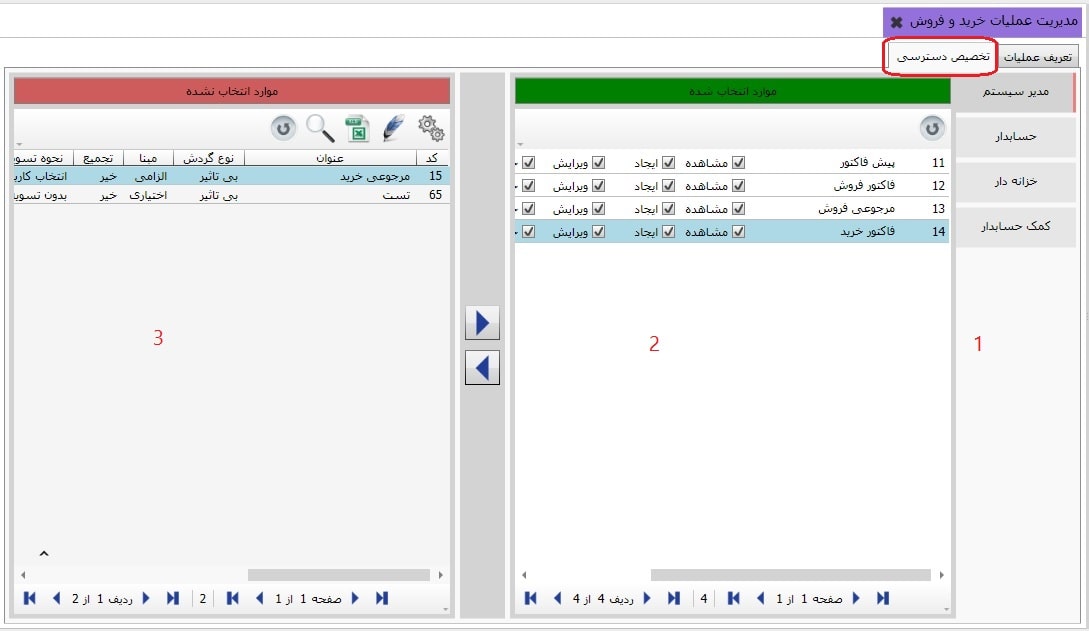 مدیریت عملیات خرید و فروش ✖
تعریف عملیات
تخصیص دسترسی
مدیر سیستم
حسابدار
خزانه دار
کمک حسابدار
1
موارد انتخاب شده
11 پیش فاکتور مشاهده ایجاد ویرایش
12 فاکتور فروش مشاهده ایجاد ویرایش
13 مرجوعی فروش مشاهده ایجاد ویرایش
14 فاکتور خرید مشاهده ایجاد ویرایش
2
صفحه 1 از 1
4
ردیف 4 از 4
موارد انتخاب نشده
کد عنوان نوع گردش مبنا تجمیع نحوه تسو
15 مرجوعی خرید بی تاثیر الزامی خیر انتخاب کارب
65 تست بی تاثیر اختیاری خیر بدون تسویا
3
صفحه 1 از 1
2
ردیف 1 از 2